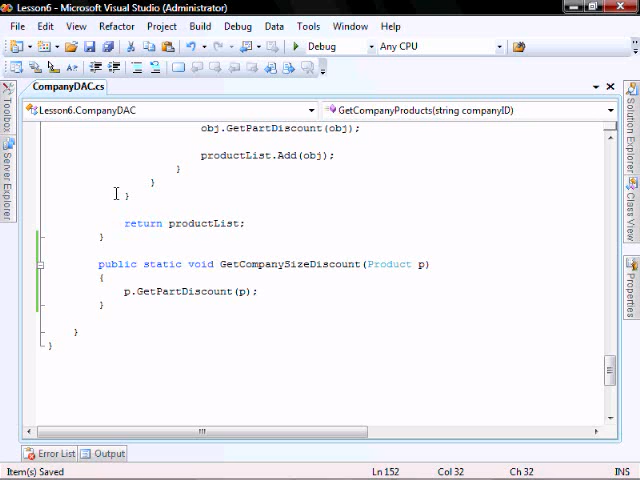 Lesson6 - Microsoft Visual Studio (Administrator)
File Edit View Refactor Project Build Debug Data Tools Window Help
Debug Any CPU
CompanyDAC.cs
Lesson6.CompanyDAC GetCompanyProducts(string companyID)
obj.GetPartDiscount(obj);
productList.Add(obj);
}
}
}
return productList;
}
public static void GetCompanySizeDiscount(Product p)
{
p.GetPartDiscount(p);
}
}
}
Toolbox
Server Explorer
Solution Explorer
Class View
Properties
Error List Output
Item(s) Saved Ln 152 Col 32 Ch 32 INS